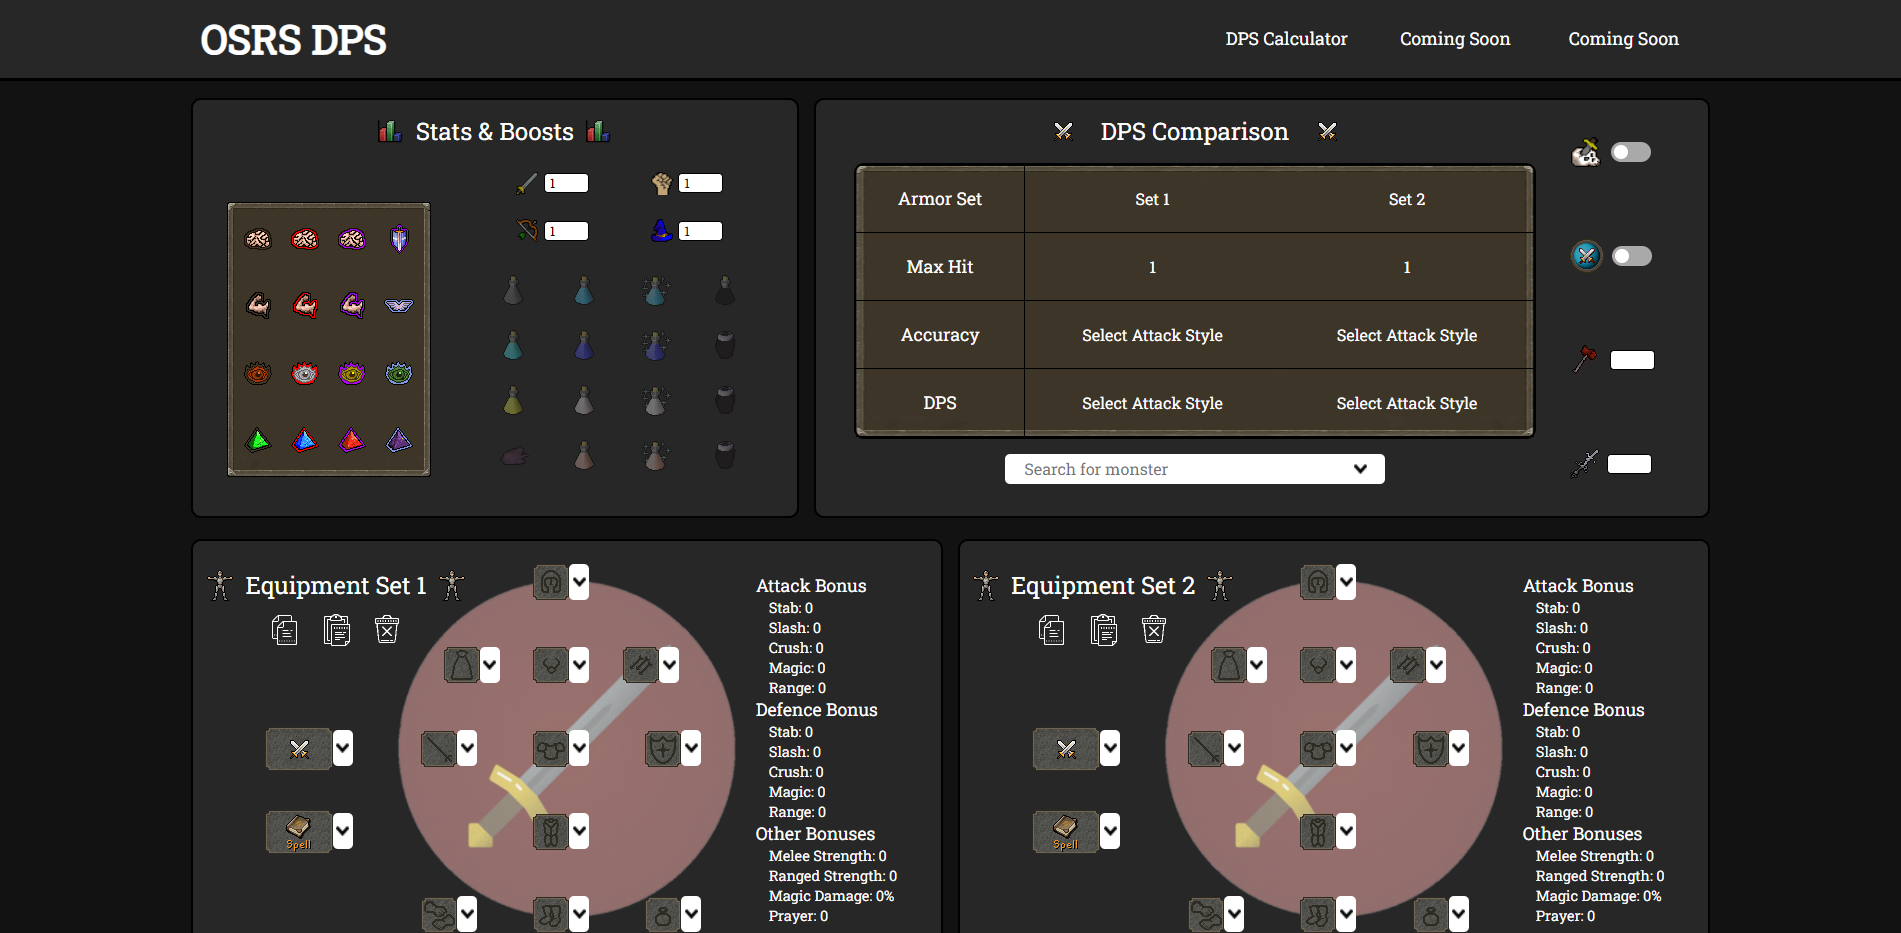 OSRS DPS
DPS Calculator
Coming Soon
Coming Soon
Stats & Boosts
1
1
1
1
DPS Comparison
Armor Set Set 1 Set 2
Max Hit 1 1
Accuracy Select Attack Style Select Attack Style
DPS Select Attack Style Select Attack Style
Search for monster
Equipment Set 1
Spell
Attack Bonus
Stab: 0
Slash: 0
Crush: 0
Magic: 0
Range: 0
Defence Bonus
Stab: 0
Slash: 0
Crush: 0
Magic: 0
Range: 0
Other Bonuses
Melee Strength: 0
Ranged Strength: 0
Magic Damage: 0%
Prayer: 0
Equipment Set 2
Spell
Attack Bonus
Stab: 0
Slash: 0
Crush: 0
Magic: 0
Range: 0
Defence Bonus
Stab: 0
Slash: 0
Crush: 0
Magic: 0
Range: 0
Other Bonuses
Melee Strength: 0
Ranged Strength: 0
Magic Damage: 0%
Prayer: 0